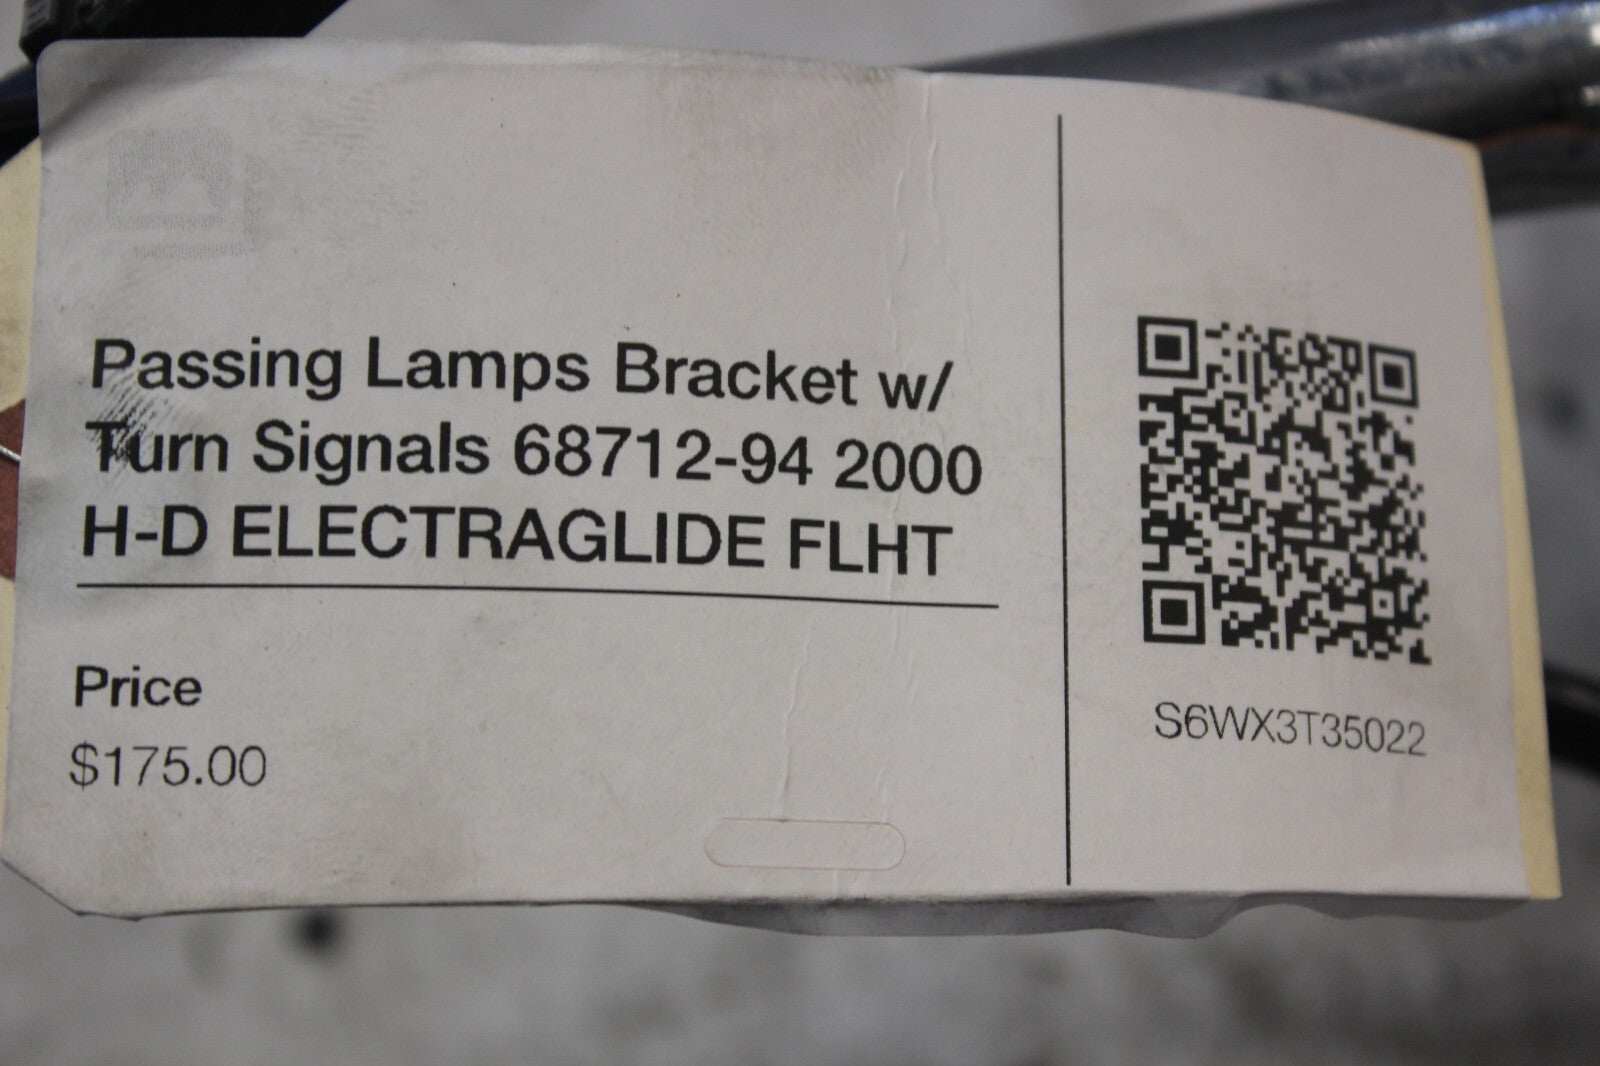 Passing Lamps Bracket w/
Turn Signals 68712-94 2000
H-D ELECTRAGLIDE FLHT
Price
$175.00
S6WX3T35022